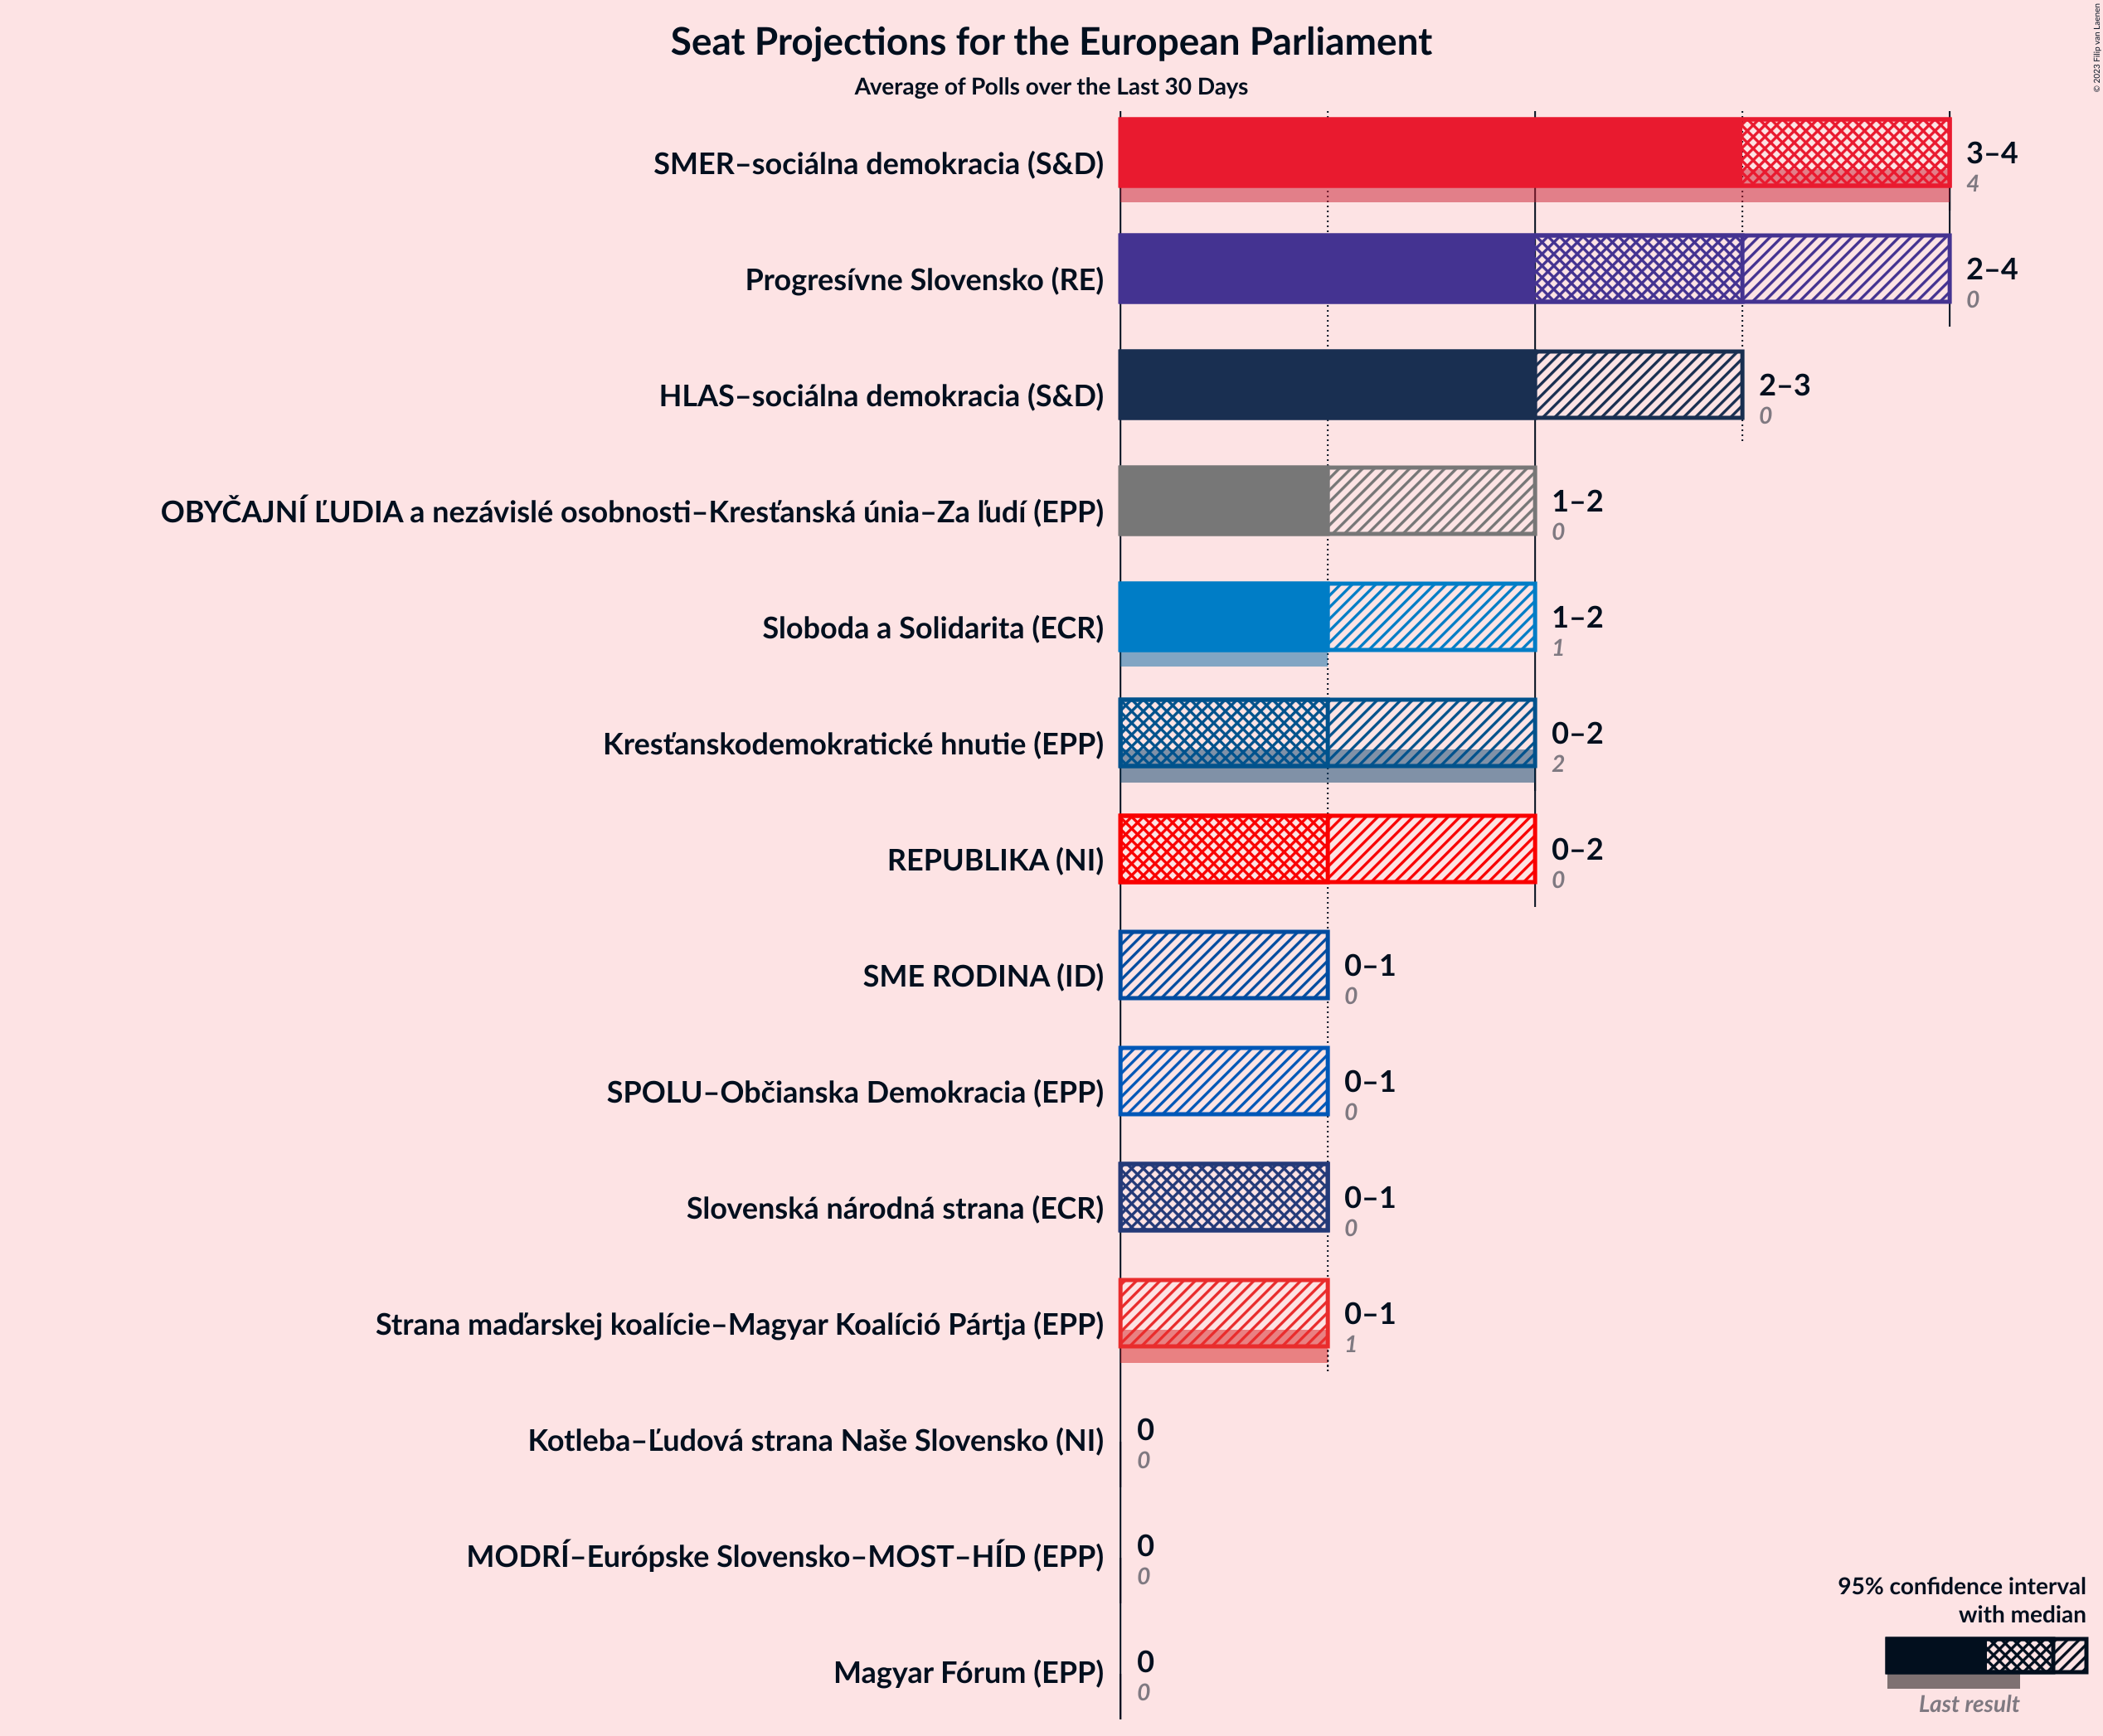 Seat Projections for the European Parliament
Average of Polls over the Last 30 Days
© 2023 Filip van Laenen
SMER–sociálna demokracia (S&D)
3–4
4
Progresívne Slovensko (RE)
2–4
0
HLAS–sociálna demokracia (S&D)
2–3
0
OBYČAJNÍ ĽUDIA a nezávislé osobnosti–Kresťanská únia–Za ľudí (EPP)
1–2
0
Sloboda a Solidarita (ECR)
1–2
1
Kresťanskodemokratické hnutie (EPP)
0–2
2
REPUBLIKA (NI)
0–2
0
SME RODINA (ID)
0–1
0
SPOLU–Občianska Demokracia (EPP)
0–1
0
Slovenská národná strana (ECR)
0–1
0
Strana maďarskej koalície–Magyar Koalíció Pártja (EPP)
0–1
1
Kotleba–Ľudová strana Naše Slovensko (NI)
0
0
MODRÍ–Európske Slovensko–MOST–HÍD (EPP)
0
0
Magyar Fórum (EPP)
0
0
95% confidence interval
with median
Last result